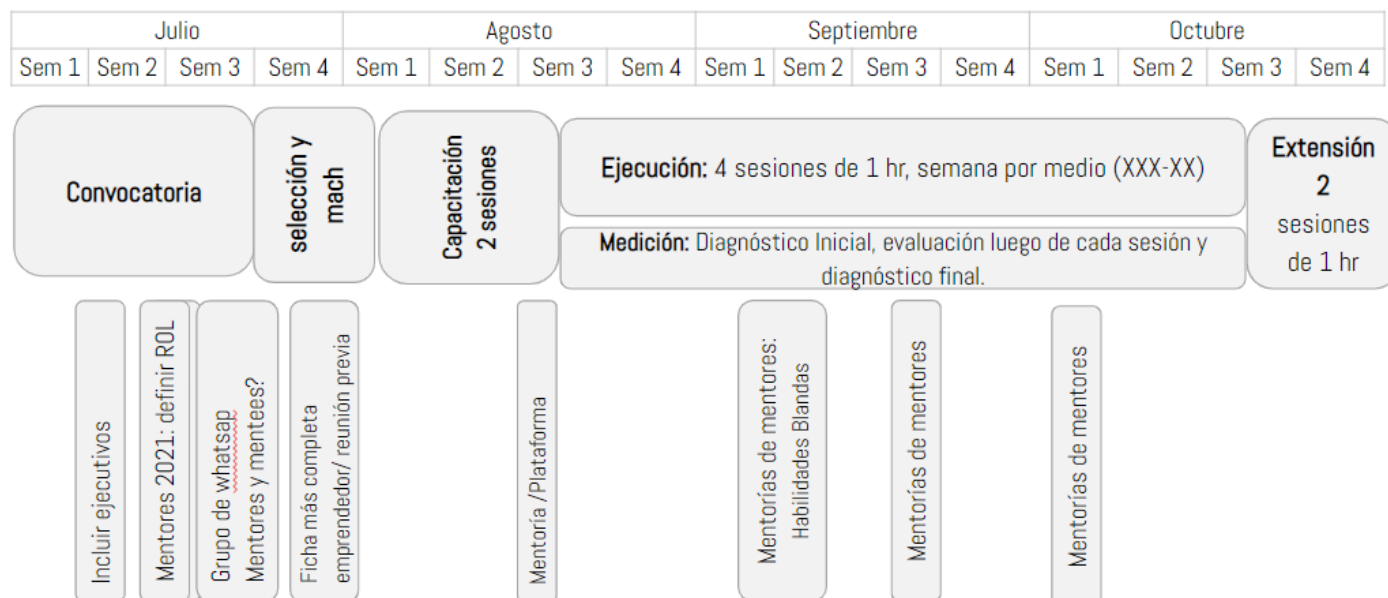 Julio Agosto Septiembre Octubre
Sem 1 Sem 2 Sem 3 Sem 4 Sem 1 Sem 2 Sem 3 Sem 4 Sem 1 Sem 2 Sem 3 Sem 4 Sem 1 Sem 2 Sem 3 Sem 4
Convocatoria
selección y
mach
Capacitación
2 sesiones
Ejecución: 4 sesiones de 1 hr, semana por medio (XXX-XX)
Medición: Diagnóstico Inicial, evaluación luego de cada sesión y
diagnóstico final.
Extensión
2
sesiones
de 1 hr
Incluir ejecutivos
Mentores 2021: definir ROL
Grupo de whatsap
Mentores y mentees?
Ficha más completa
emprendedor/ reunión previa
Mentoría /Plataforma
Mentorías de mentores:
Habilidades Blandas
Mentorías de mentores
Mentorías de mentores